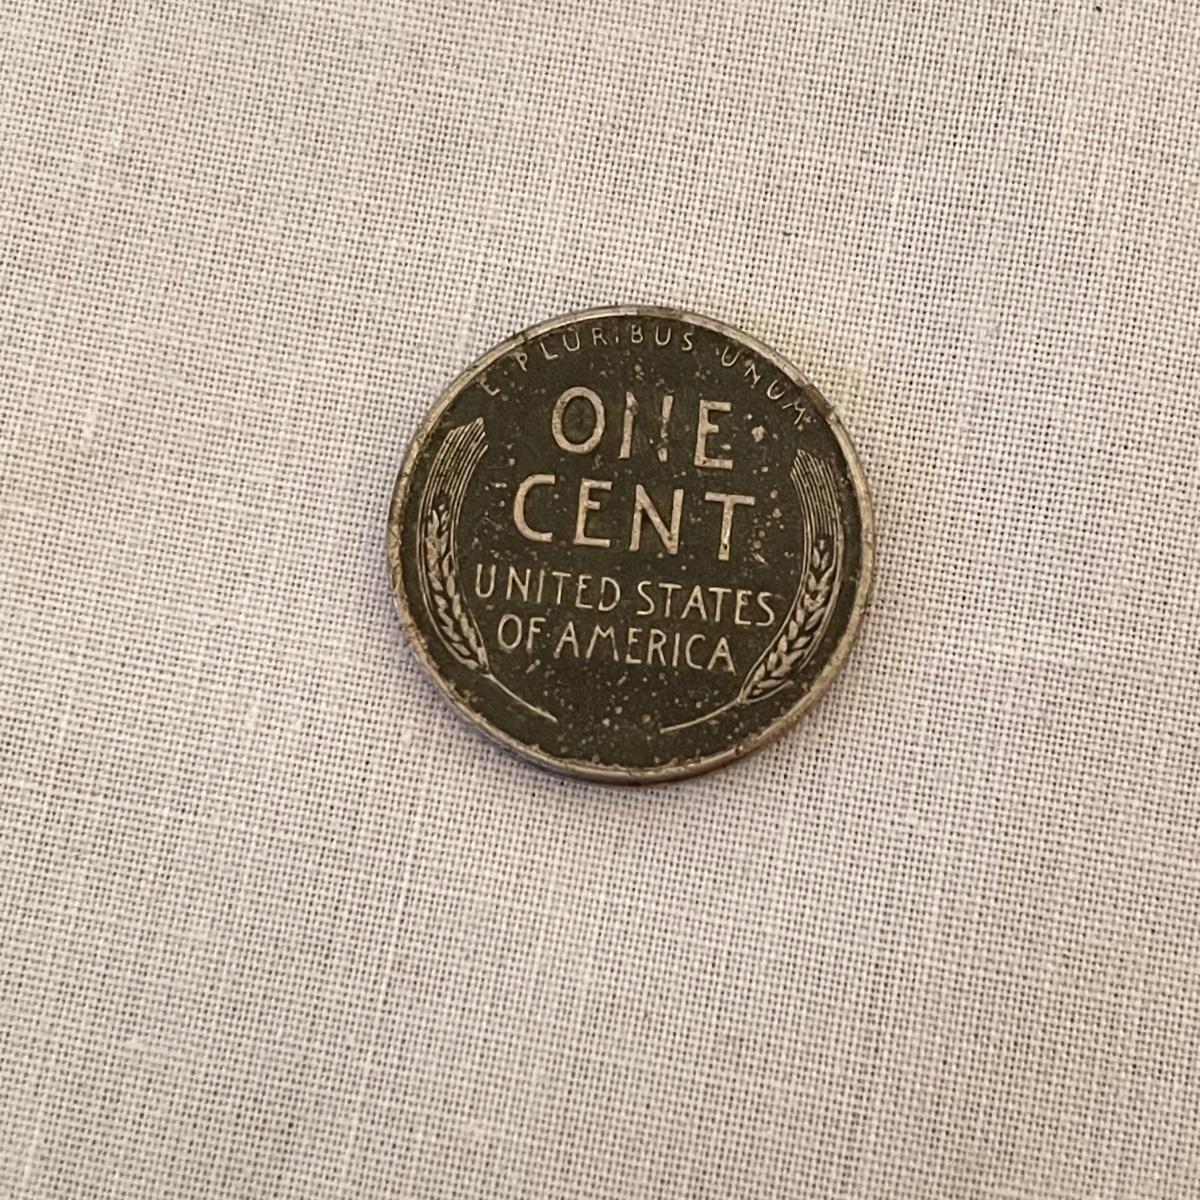 E·PLURIBUS UNUM
ONE
CENT
UNITED STATES
OF·AMERICA